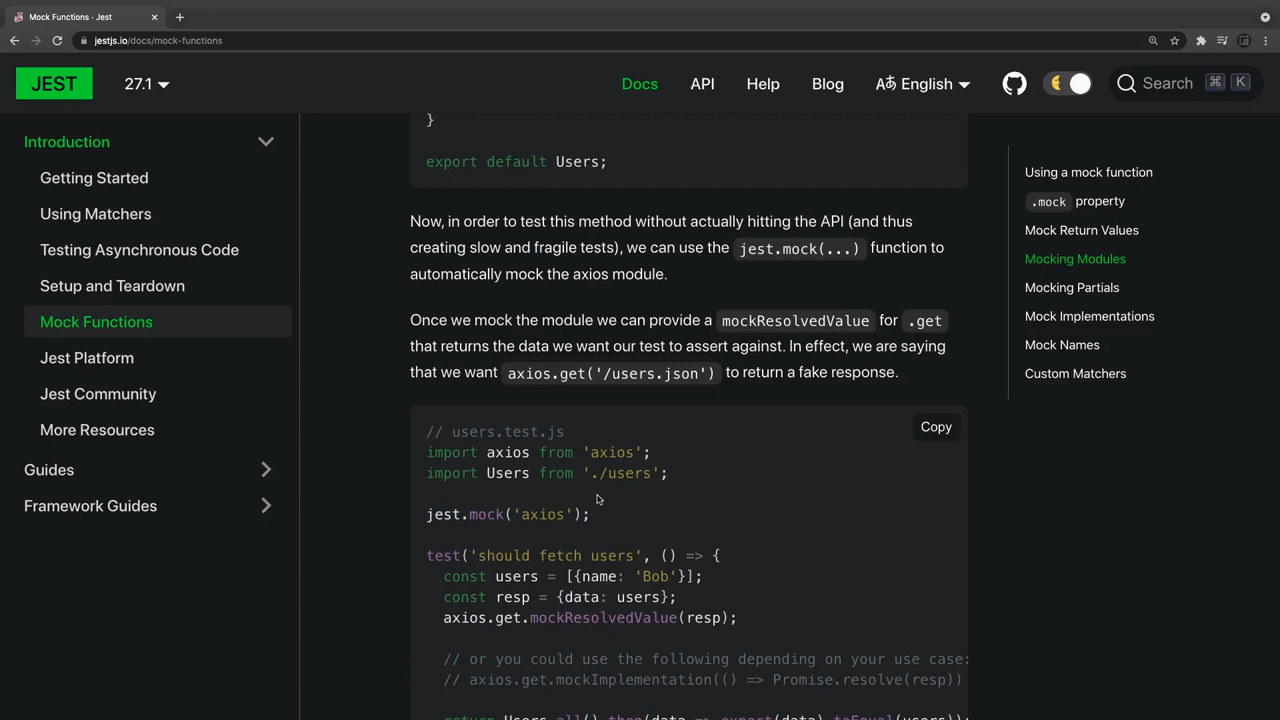 Mock Functions · Jest
jestjs.io/docs/mock-functions
JEST
27.1
Docs
API
Help
Blog
English
Search
⌘
K
Introduction
Getting Started
Using Matchers
Testing Asynchronous Code
Setup and Teardown
Mock Functions
Jest Platform
Jest Community
More Resources
Guides
Framework Guides
}
export default Users;
Now, in order to test this method without actually hitting the API (and thus
creating slow and fragile tests), we can use the jest.mock(...) function to
automatically mock the axios module.
Once we mock the module we can provide a mockResolvedValue for .get
that returns the data we want our test to assert against. In effect, we are saying
that we want axios.get('/users.json') to return a fake response.
Copy
// users.test.js
import axios from 'axios';
import Users from './users';
jest.mock('axios');
test('should fetch users', () => {
const users = [{name: 'Bob'}];
const resp = {data: users};
axios.get.mockResolvedValue(resp);
// or you could use the following depending on your use case:
// axios.get.mockImplementation(() => Promise.resolve(resp))
return Users.all().then(data => expect(data).toEqual(users));
Using a mock function
.mock property
Mock Return Values
Mocking Modules
Mocking Partials
Mock Implementations
Mock Names
Custom Matchers